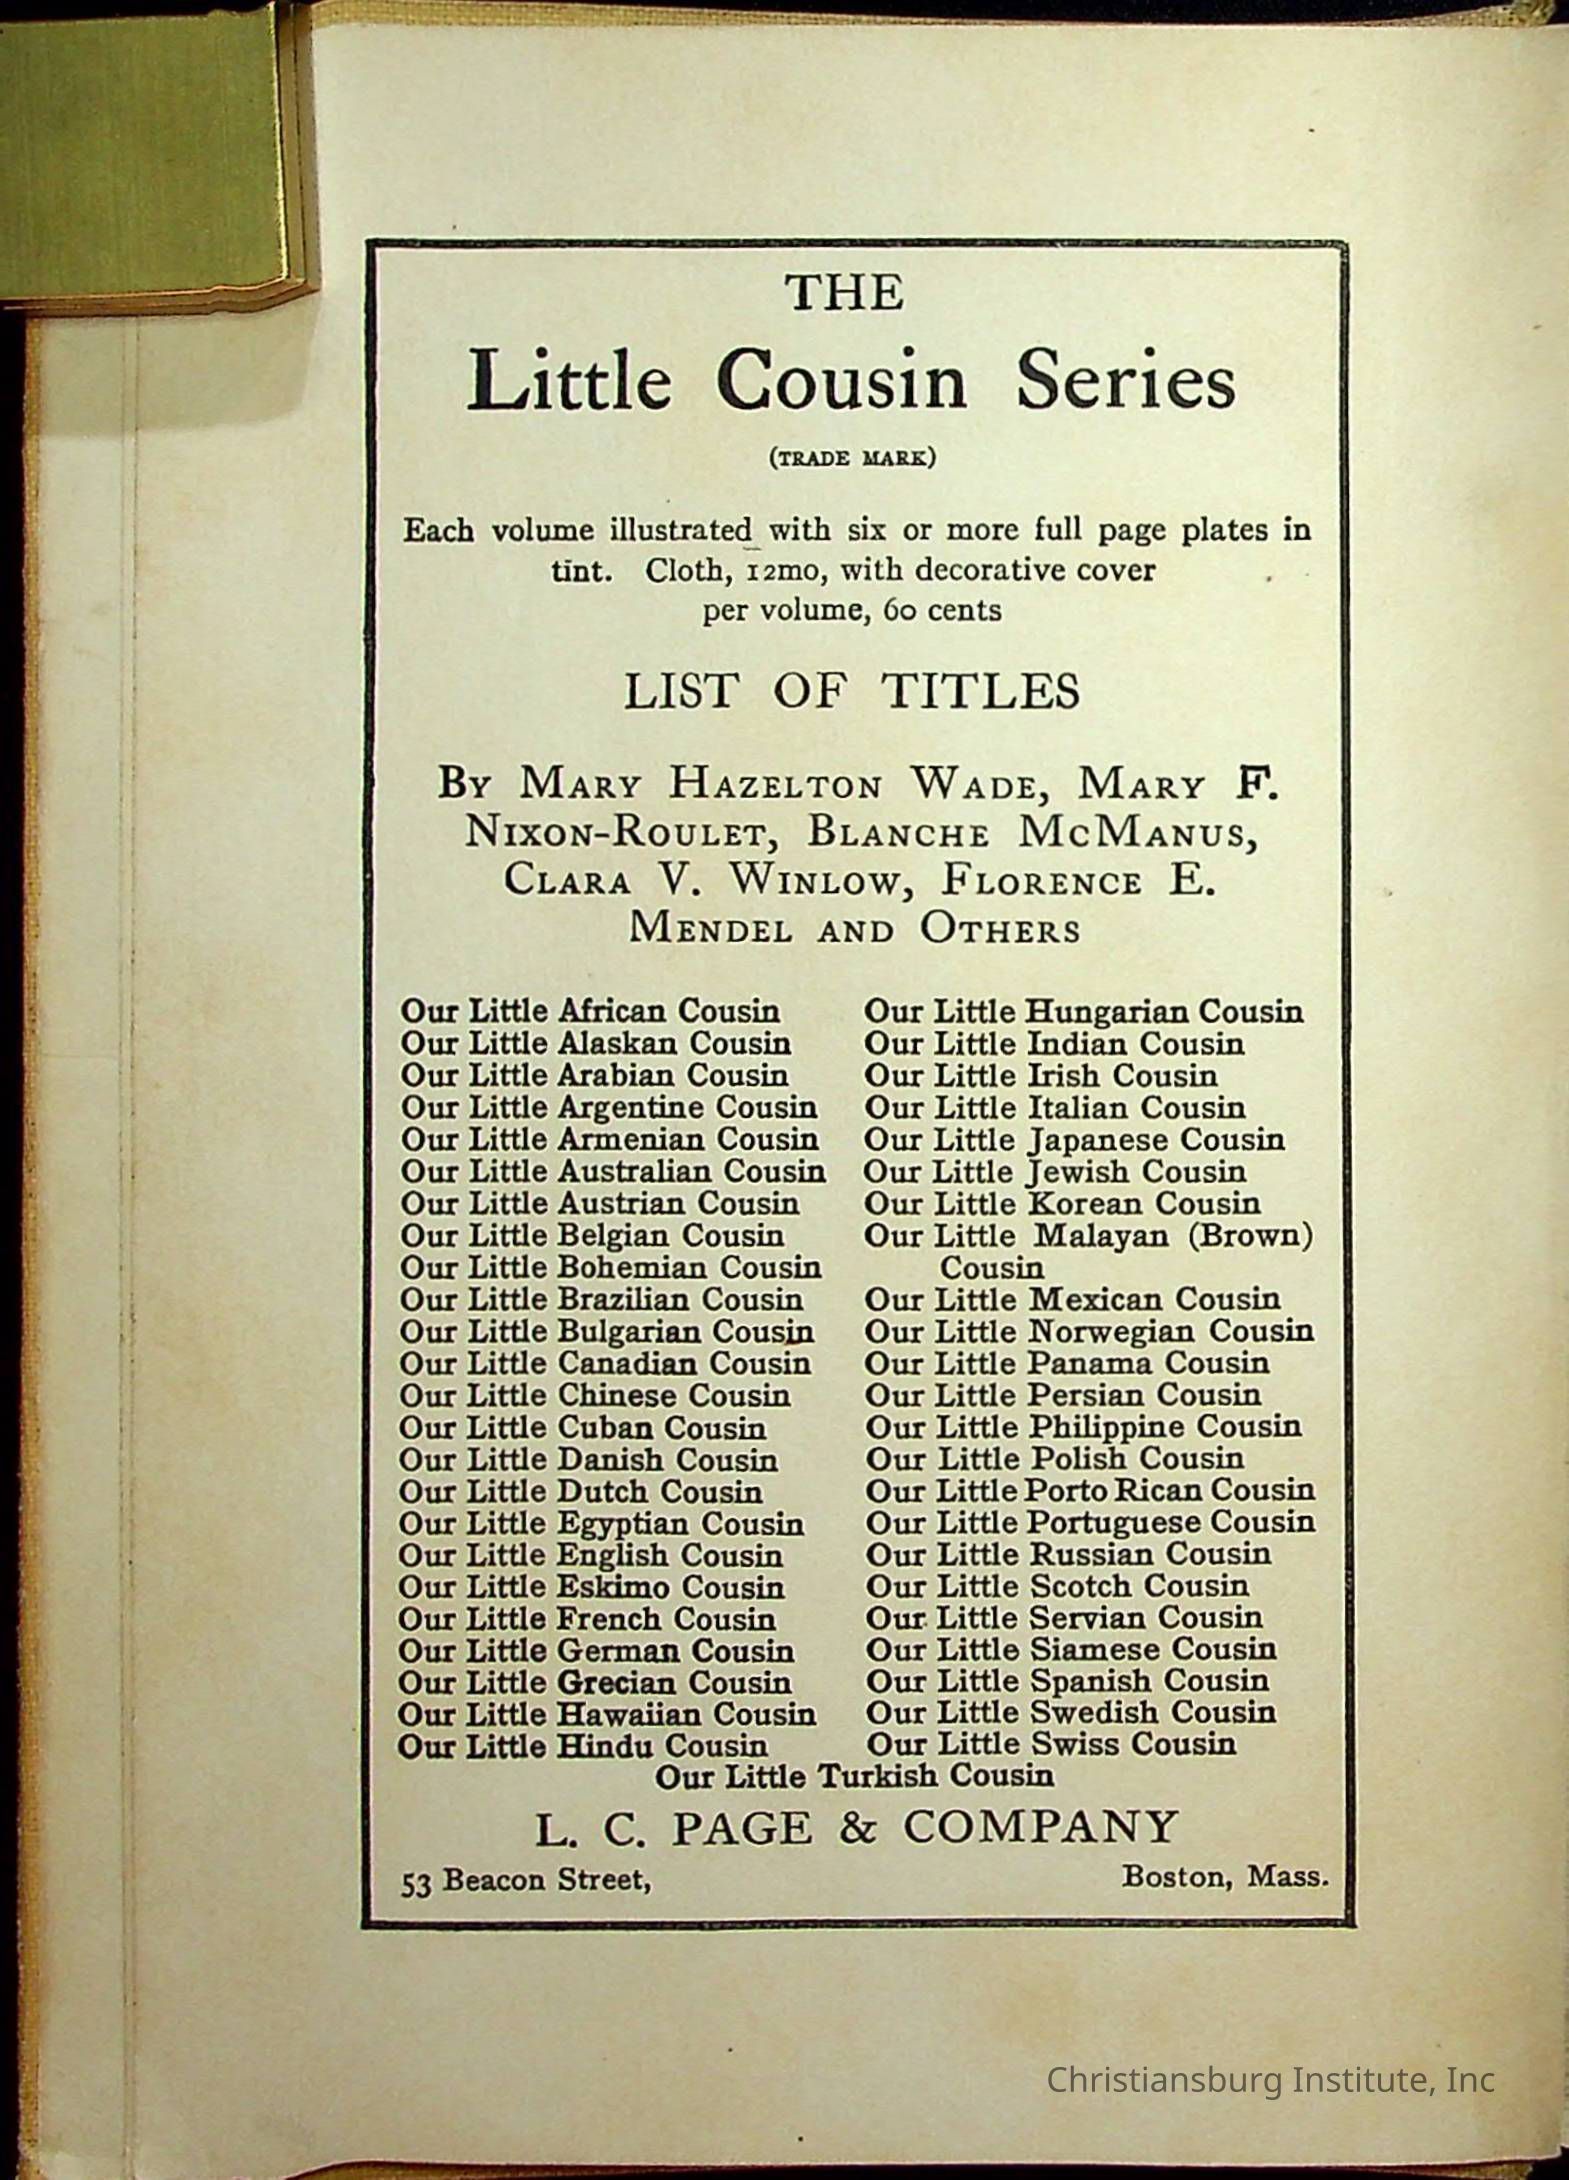 THE
Little Cousin Series
(TRADE MARK)
Each volume illustrated with six or more full page plates in
tint. Cloth, 12mo, with decorative cover
per volume, 60 cents
LIST OF TITLES
BY MARY HAZELTON WADE, MARY F.
NIXON-ROULET, BLANCHE MCMANUS,
CLARA V. WINLOW, FLORENCE E.
MENDEL AND OTHERS
Our Little African Cousin
Our Little Alaskan Cousin
Our Little Arabian Cousin
Our Little Argentine Cousin
Our Little Armenian Cousin
Our Little Australian Cousin
Our Little Austrian Cousin
Our Little Belgian Cousin
Our Little Bohemian Cousin
Our Little Brazilian Cousin
Our Little Bulgarian Cousin
Our Little Canadian Cousin
Our Little Chinese Cousin
Our Little Cuban Cousin
Our Little Danish Cousin
Our Little Dutch Cousin
Our Little Egyptian Cousin
Our Little English Cousin
Our Little Eskimo Cousin
Our Little French Cousin
Our Little German Cousin
Our Little Grecian Cousin
Our Little Hawaiian Cousin
Our Little Hindu Cousin
Our Little Hungarian Cousin
Our Little Indian Cousin
Our Little Irish Cousin
Our Little Italian Cousin
Our Little Japanese Cousin
Our Little Jewish Cousin
Our Little Korean Cousin
Our Little Malayan (Brown)
Cousin
Our Little Mexican Cousin
Our Little Norwegian Cousin
Our Little Panama Cousin
Our Little Persian Cousin
Our Little Philippine Cousin
Our Little Polish Cousin
Our Little Porto Rican Cousin
Our Little Portuguese Cousin
Our Little Russian Cousin
Our Little Scotch Cousin
Our Little Servian Cousin
Our Little Siamese Cousin
Our Little Spanish Cousin
Our Little Swedish Cousin
Our Little Swiss Cousin
Our Little Turkish Cousin
L. C. PAGE & COMPANY
53 Beacon Street, Boston, Mass.
Christiansburg Institute, Inc